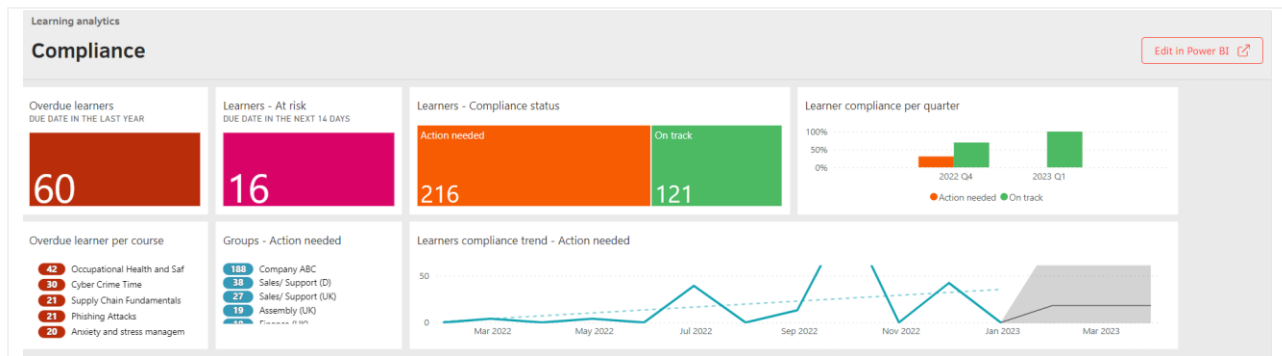 Learning analytics
Compliance
Edit in Power BI
Overdue learners
DUE DATE IN THE LAST YEAR
60
Learners - At risk
DUE DATE IN THE NEXT 14 DAYS
16
Learners - Compliance status
Action needed
216
On track
121
Learner compliance per quarter
100%
50%
0%
2022 Q4
2023 Q1
Action needed
On track
Overdue learner per course
42 Occupational Health and Saf
30 Cyber Crime Time
21 Supply Chain Fundamentals
21 Phishing Attacks
20 Anxiety and stress managem
Groups - Action needed
188 Company ABC
38 Sales/ Support (D)
27 Sales/ Support (UK)
19 Assembly (UK)
Learners compliance trend - Action needed
50
0
Mar 2022
May 2022
Jul 2022
Sep 2022
Nov 2022
Jan 2023
Mar 2023